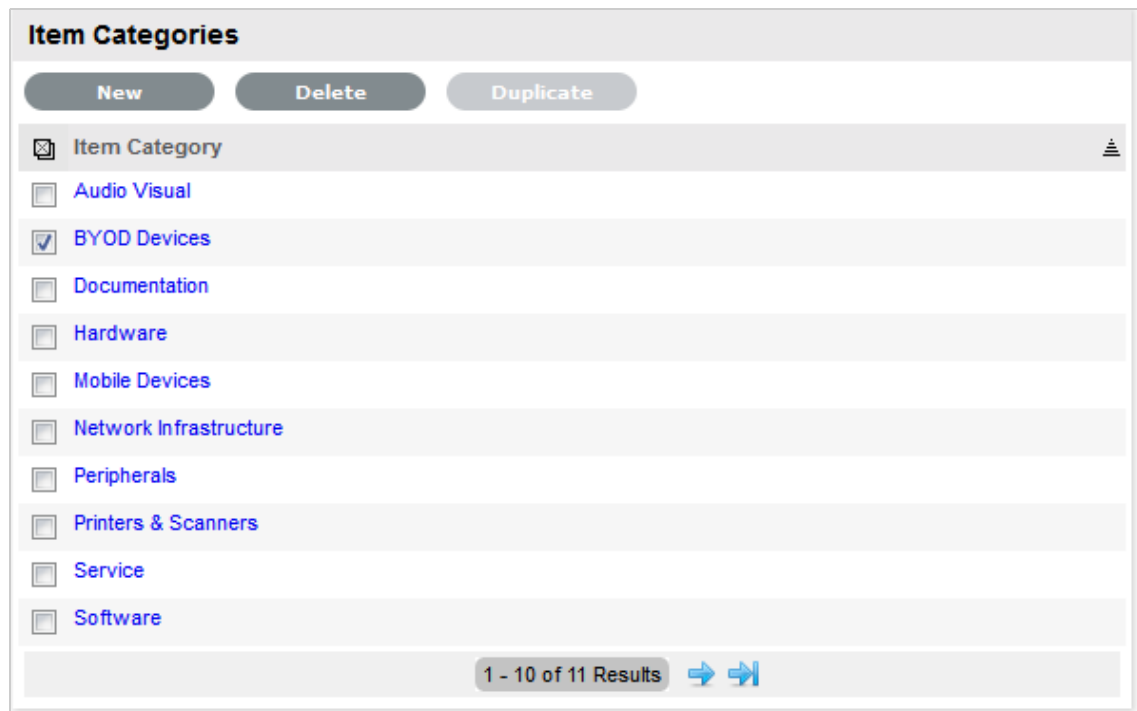 Item Categories
New Delete Duplicate
Item Category
Audio Visual
BYOD Devices
Documentation
Hardware
Mobile Devices
Network Infrastructure
Peripherals
Printers & Scanners
Service
Software
1 - 10 of 11 Results